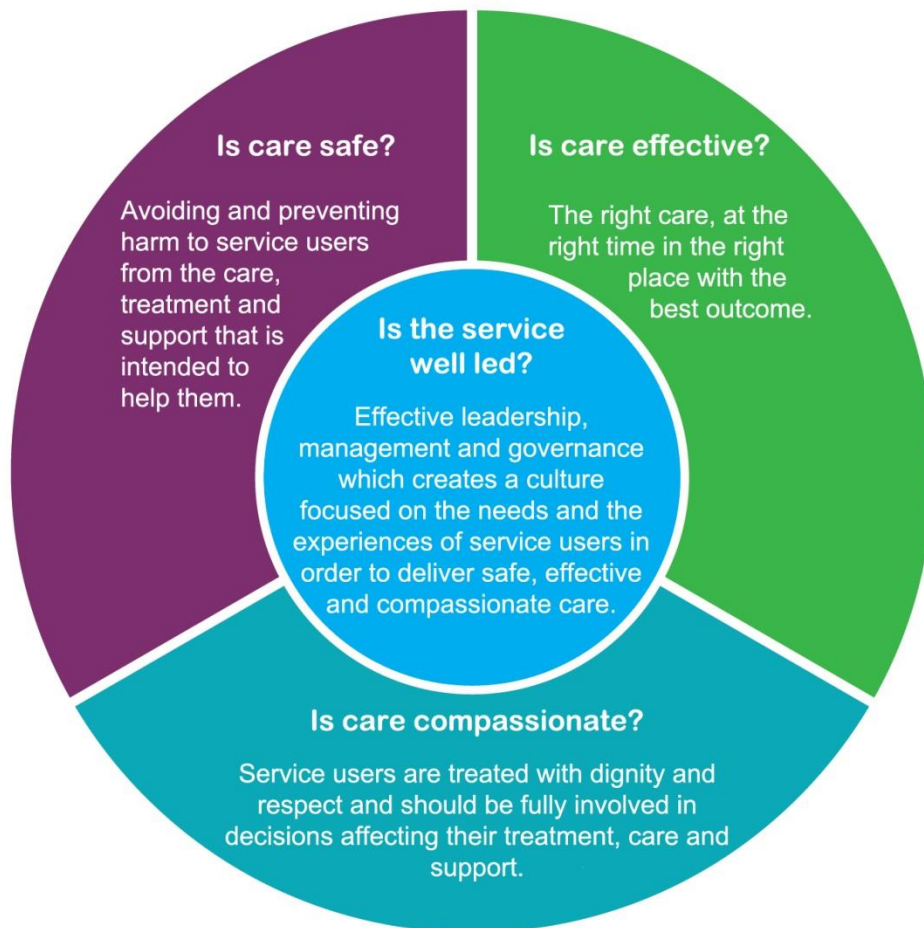 Is care safe?
Avoiding and preventing
harm to service users
from the care,
treatment and
support that is
intended to
help them.
Is care effective?
The right care, at the
right time in the right
place with the
best outcome.
Is the service
well led?
Effective leadership,
management and governance
which creates a culture
focused on the needs and the
experiences of service users in
order to deliver safe, effective
and compassionate care.
Is care compassionate?
Service users are treated with dignity and
respect and should be fully involved in
decisions affecting their treatment, care and
support.